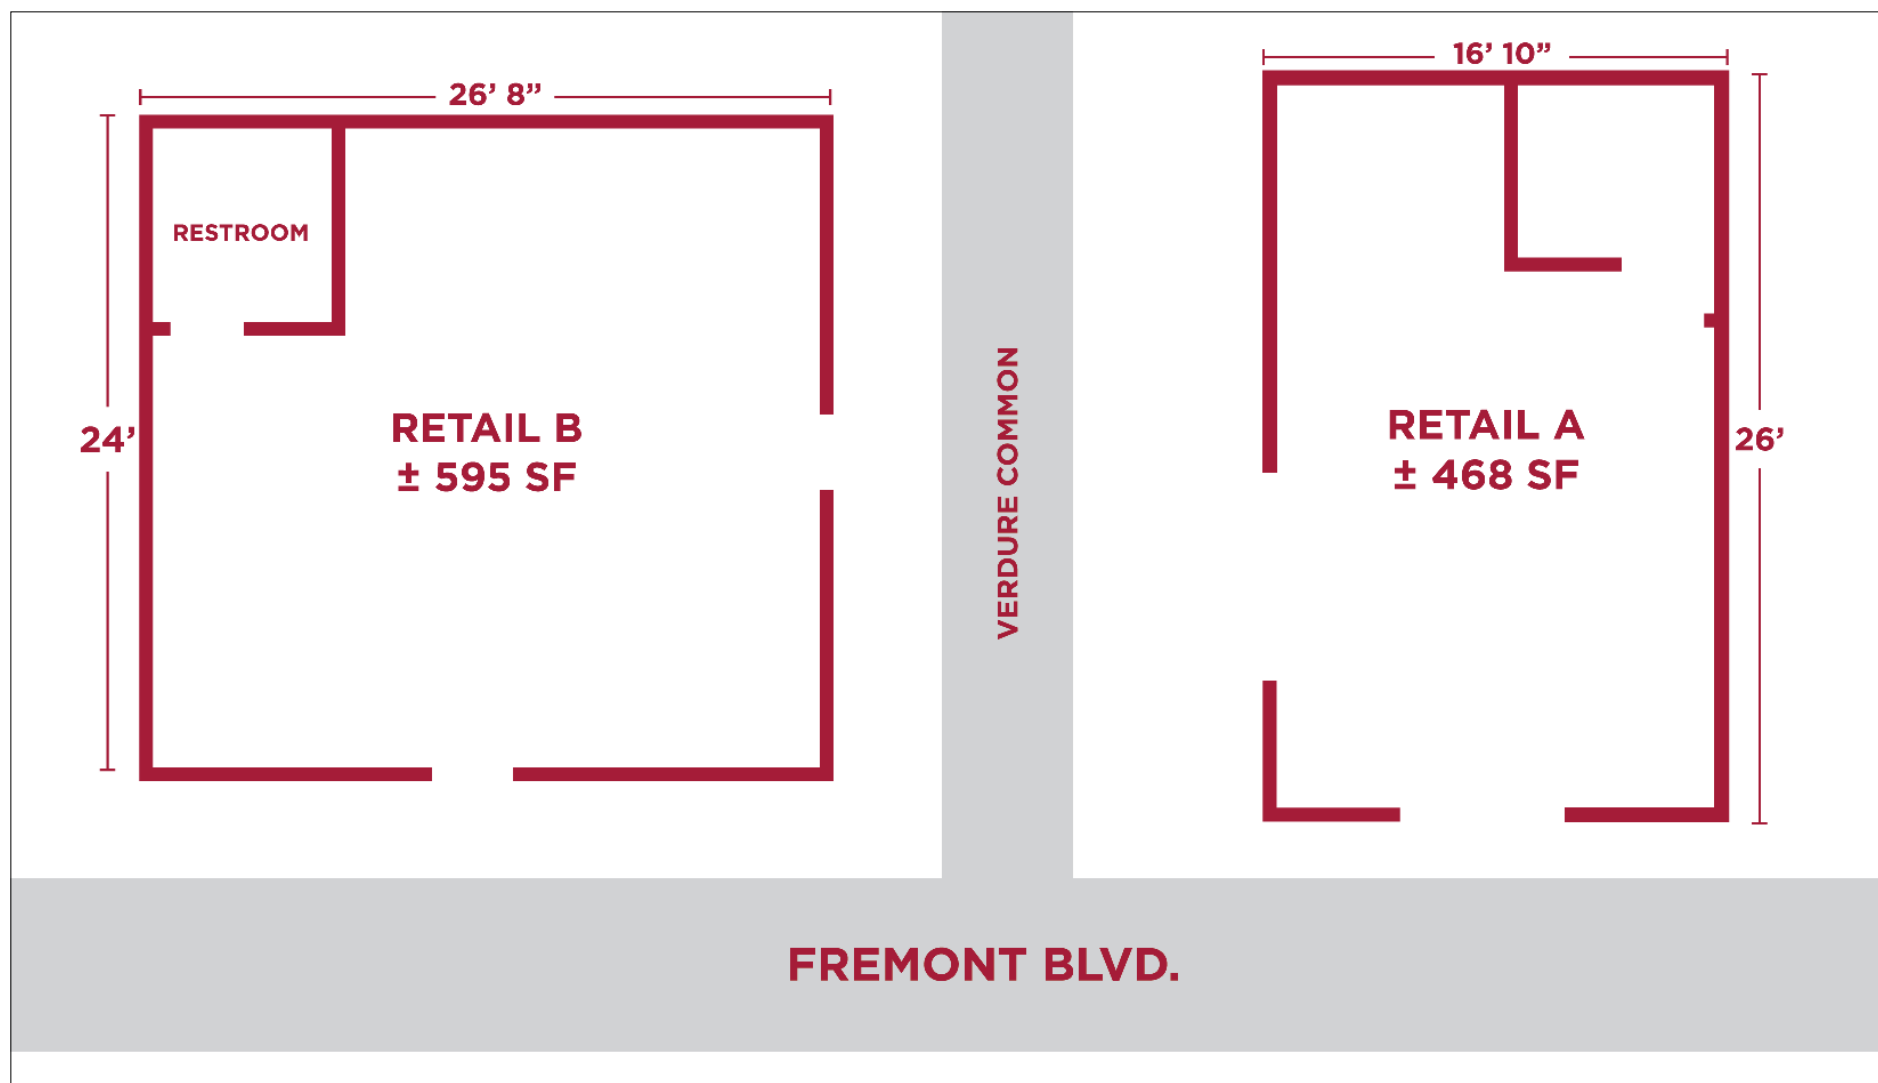 26’ 8”
RESTROOM
24’
RETAIL B
± 595 SF
VERDURE COMMON
16’ 10”
RETAIL A
± 468 SF
26’
FREMONT BLVD.